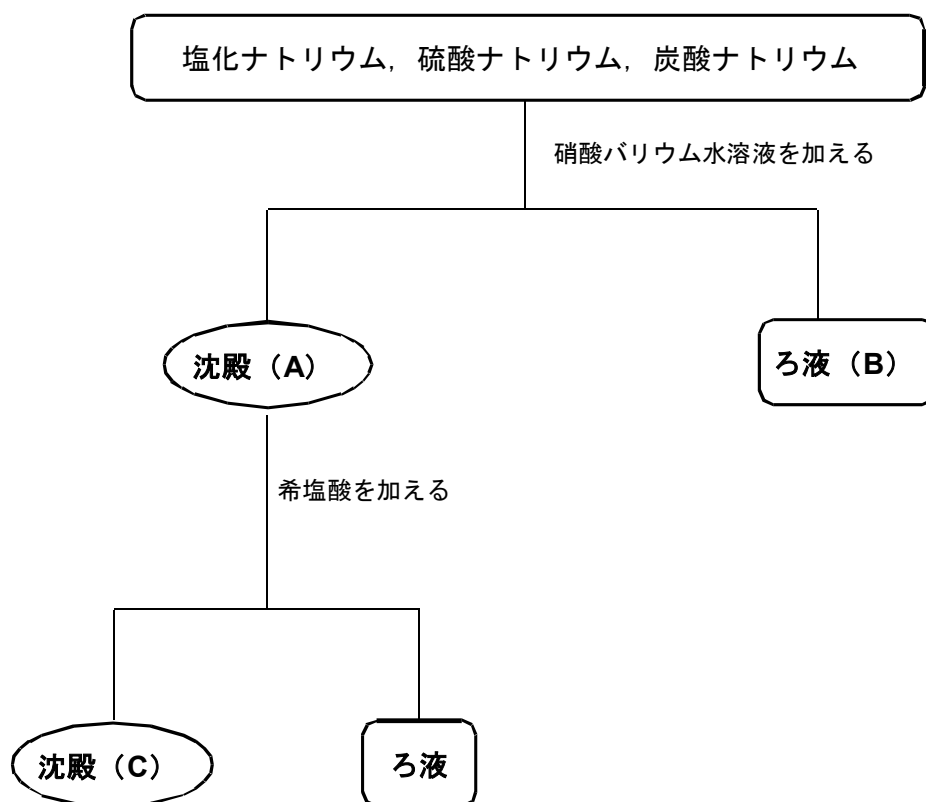 塩化ナトリウム，硫酸ナトリウム，炭酸ナトリウム
硝酸バリウム水溶液を加える
沈殿（A）
ろ液（B）
希塩酸を加える
沈殿（C）
ろ液